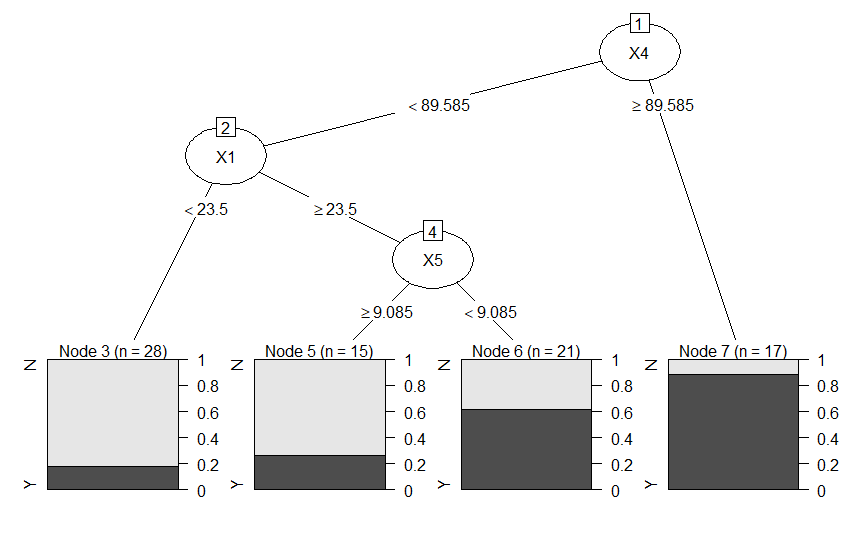 1
X4
< 89.585
≥ 89.585
2
X1
< 23.5
≥ 23.5
4
X5
≥ 9.085
< 9.085
Node 3 (n = 28)
N
Y
1
0.8
0.6
0.4
0.2
0
Node 5 (n = 15)
N
Y
1
0.8
0.6
0.4
0.2
0
Node 6 (n = 21)
N
Y
1
0.8
0.6
0.4
0.2
0
Node 7 (n = 17)
N
Y
1
0.8
0.6
0.4
0.2
0